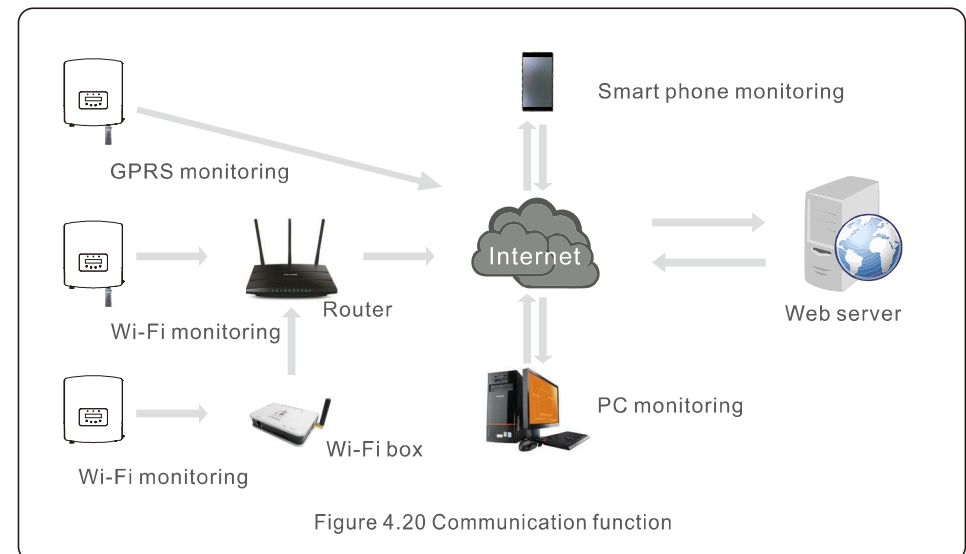 Smart phone monitoring
GPRS monitoring
Internet
Router
Wi-Fi monitoring
Web server
PC monitoring
Wi-Fi box
Wi-Fi monitoring
Figure 4.20 Communication function